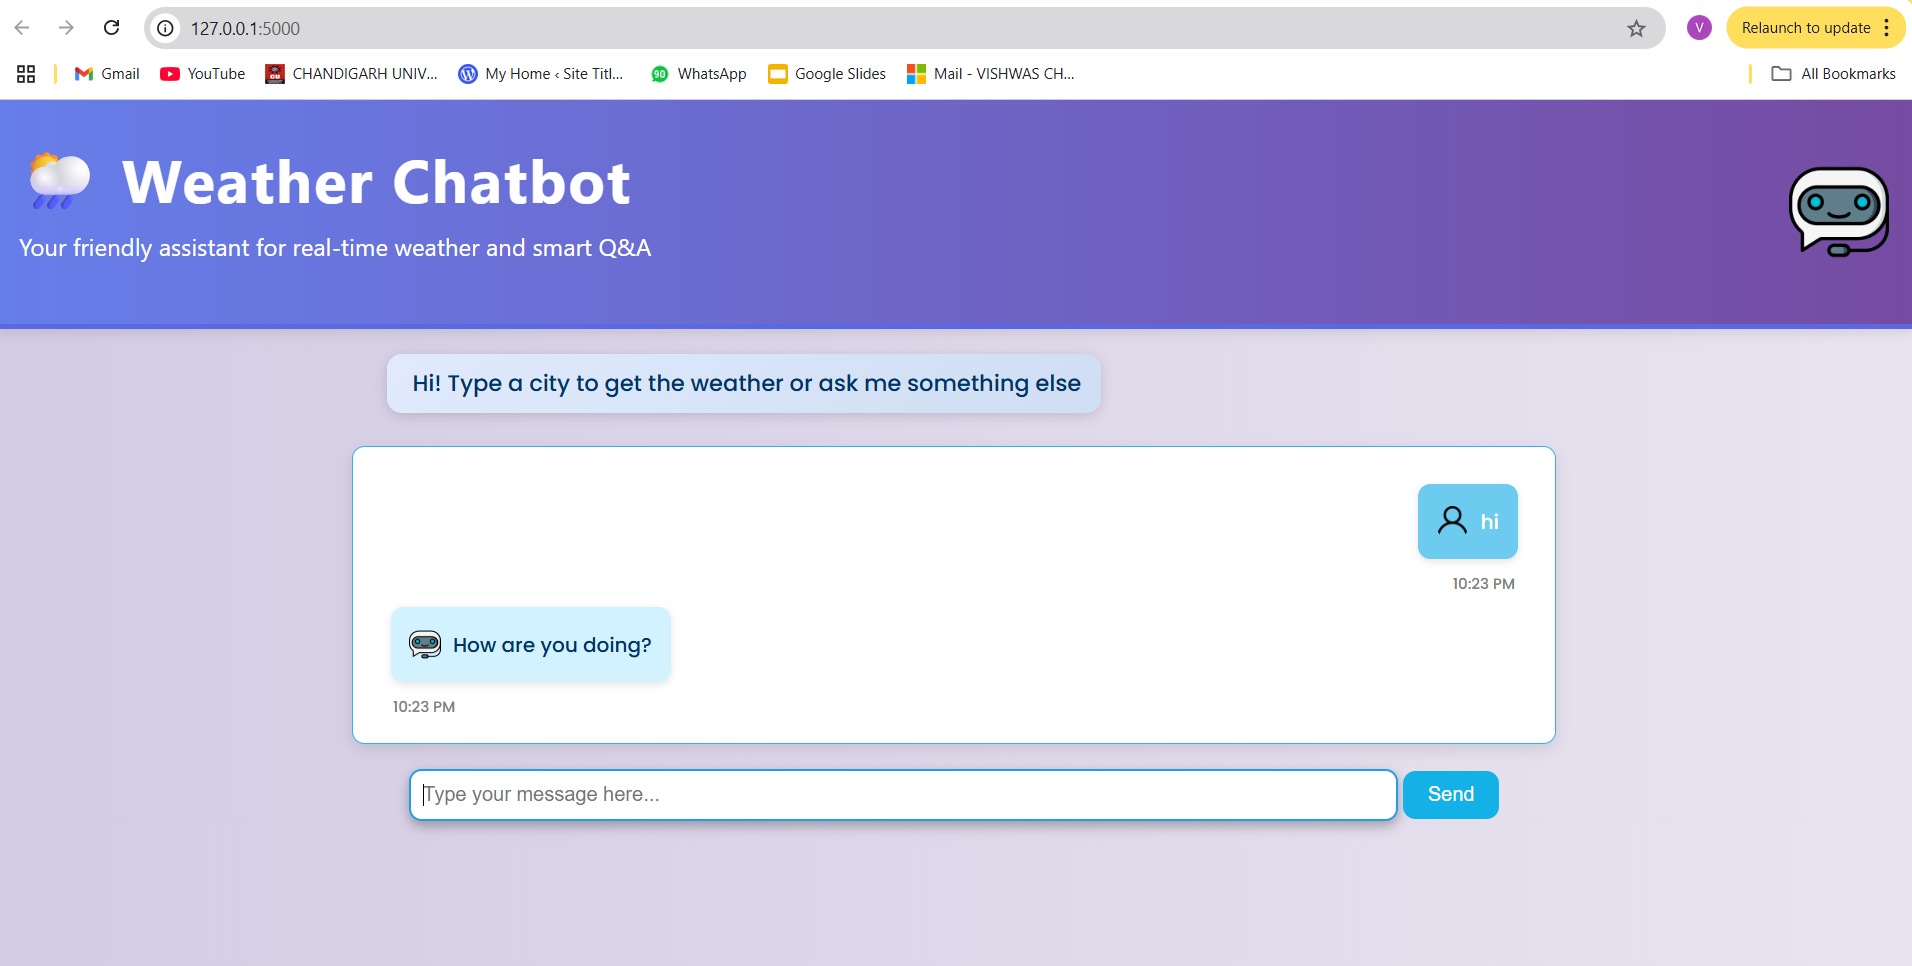 127.0.0.1:5000
V
Relaunch to update
Gmail
YouTube
CHANDIGARH UNIV...
My Home ‹ Site Titl...
90
WhatsApp
Google Slides
Mail - VISHWAS CH...
All Bookmarks
Weather Chatbot
Your friendly assistant for real-time weather and smart Q&A
Hi! Type a city to get the weather or ask me something else
hi
10:23 PM
How are you doing?
10:23 PM
Type your message here...
Send